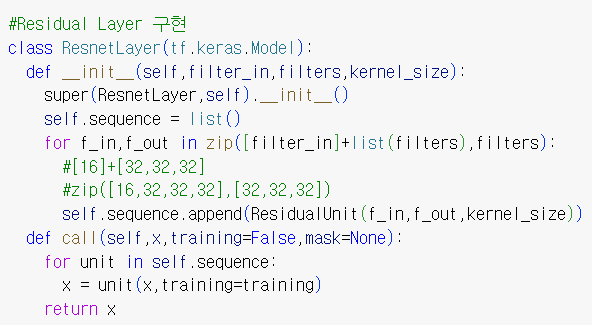 #Residual Layer 구현
class ResnetLayer(tf.keras.Model):
  def __init__(self,filter_in,filters,kernel_size):
    super(ResnetLayer,self).__init__()
    self.sequence = list()
    for f_in,f_out in zip([filter_in]+list(filters),filters):
      #[16]+[32,32,32]
      #zip([16,32,32,32],[32,32,32])
      self.sequence.append(ResidualUnit(f_in,f_out,kernel_size))
  def call(self,x,training=False,mask=None):
    for unit in self.sequence:
      x = unit(x,training=training)
    return x